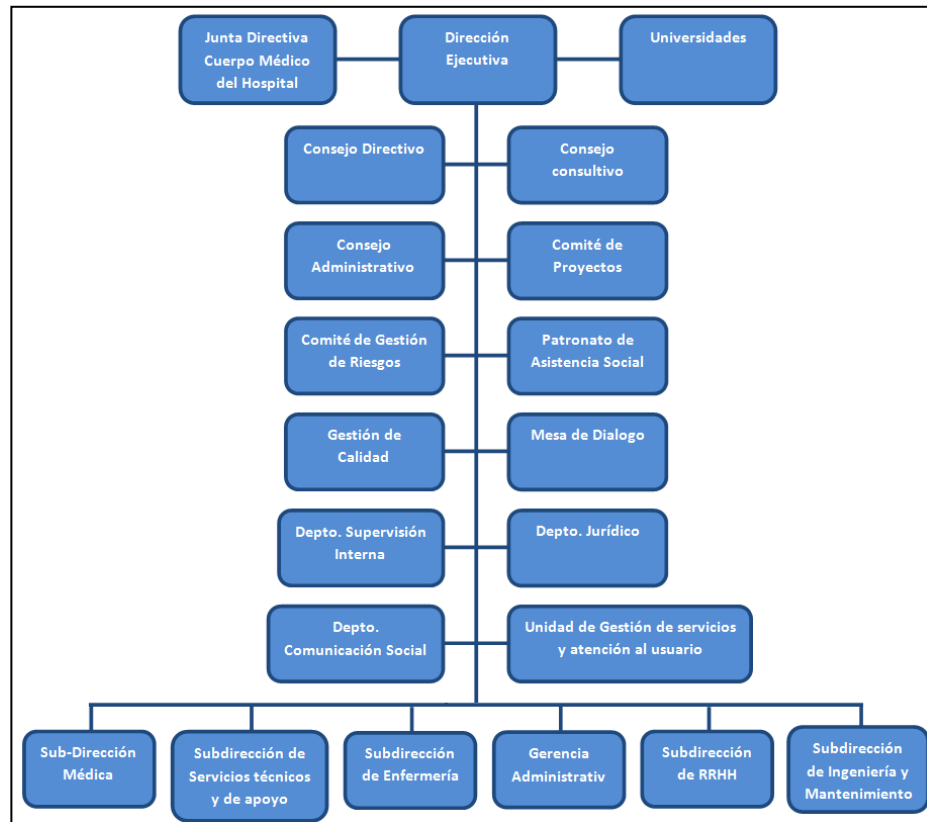 Junta Directiva
Cuerpo Médico
del Hospital
Dirección
Ejecutiva
Universidades
Consejo Directivo
Consejo
consultivo
Consejo
Administrativo
Comité de
Proyectos
Comité de Gestión
de Riesgos
Patronato de
Asistencia Social
Gestión de
Calidad
Mesa de Dialogo
Depto. Supervisión
Interna
Depto. Jurídico
Depto.
Comunicación Social
Unidad de Gestión de servicios
y atención al usuario
Sub-Dirección
Médica
Subdirección de
Servicios técnicos
y de apoyo
Subdirección
de Enfermería
Gerencia
Administrativ
Subdirección
de RRHH
Subdirección
de Ingeniería y
Mantenimiento